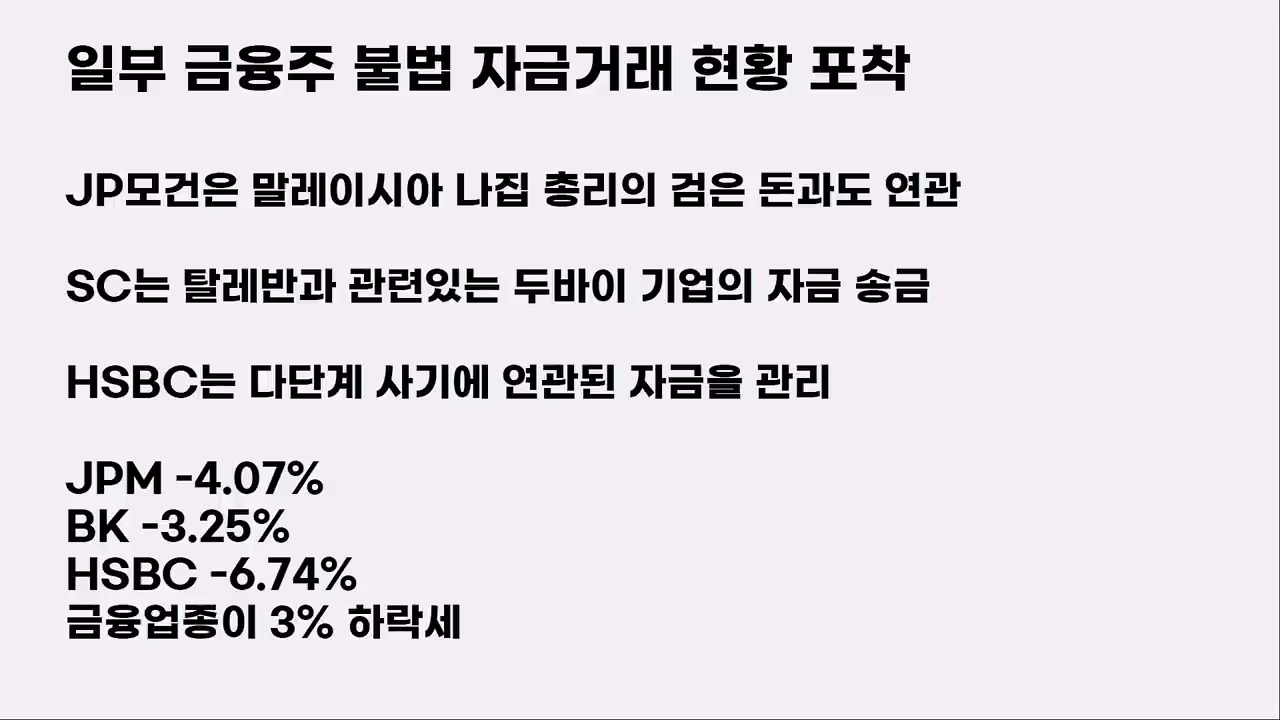 일부 금융주 불법 자금거래 현황 포착
JP모건은 말레이시아 나집 총리의 검은 돈과도 연관
SC는 탈레반과 관련있는 두바이 기업의 자금 송금
HSBC는 다단계 사기에 연관된 자금을 관리
JPM -4.07%
BK -3.25%
HSBC -6.74%
금융업종이 3% 하락세